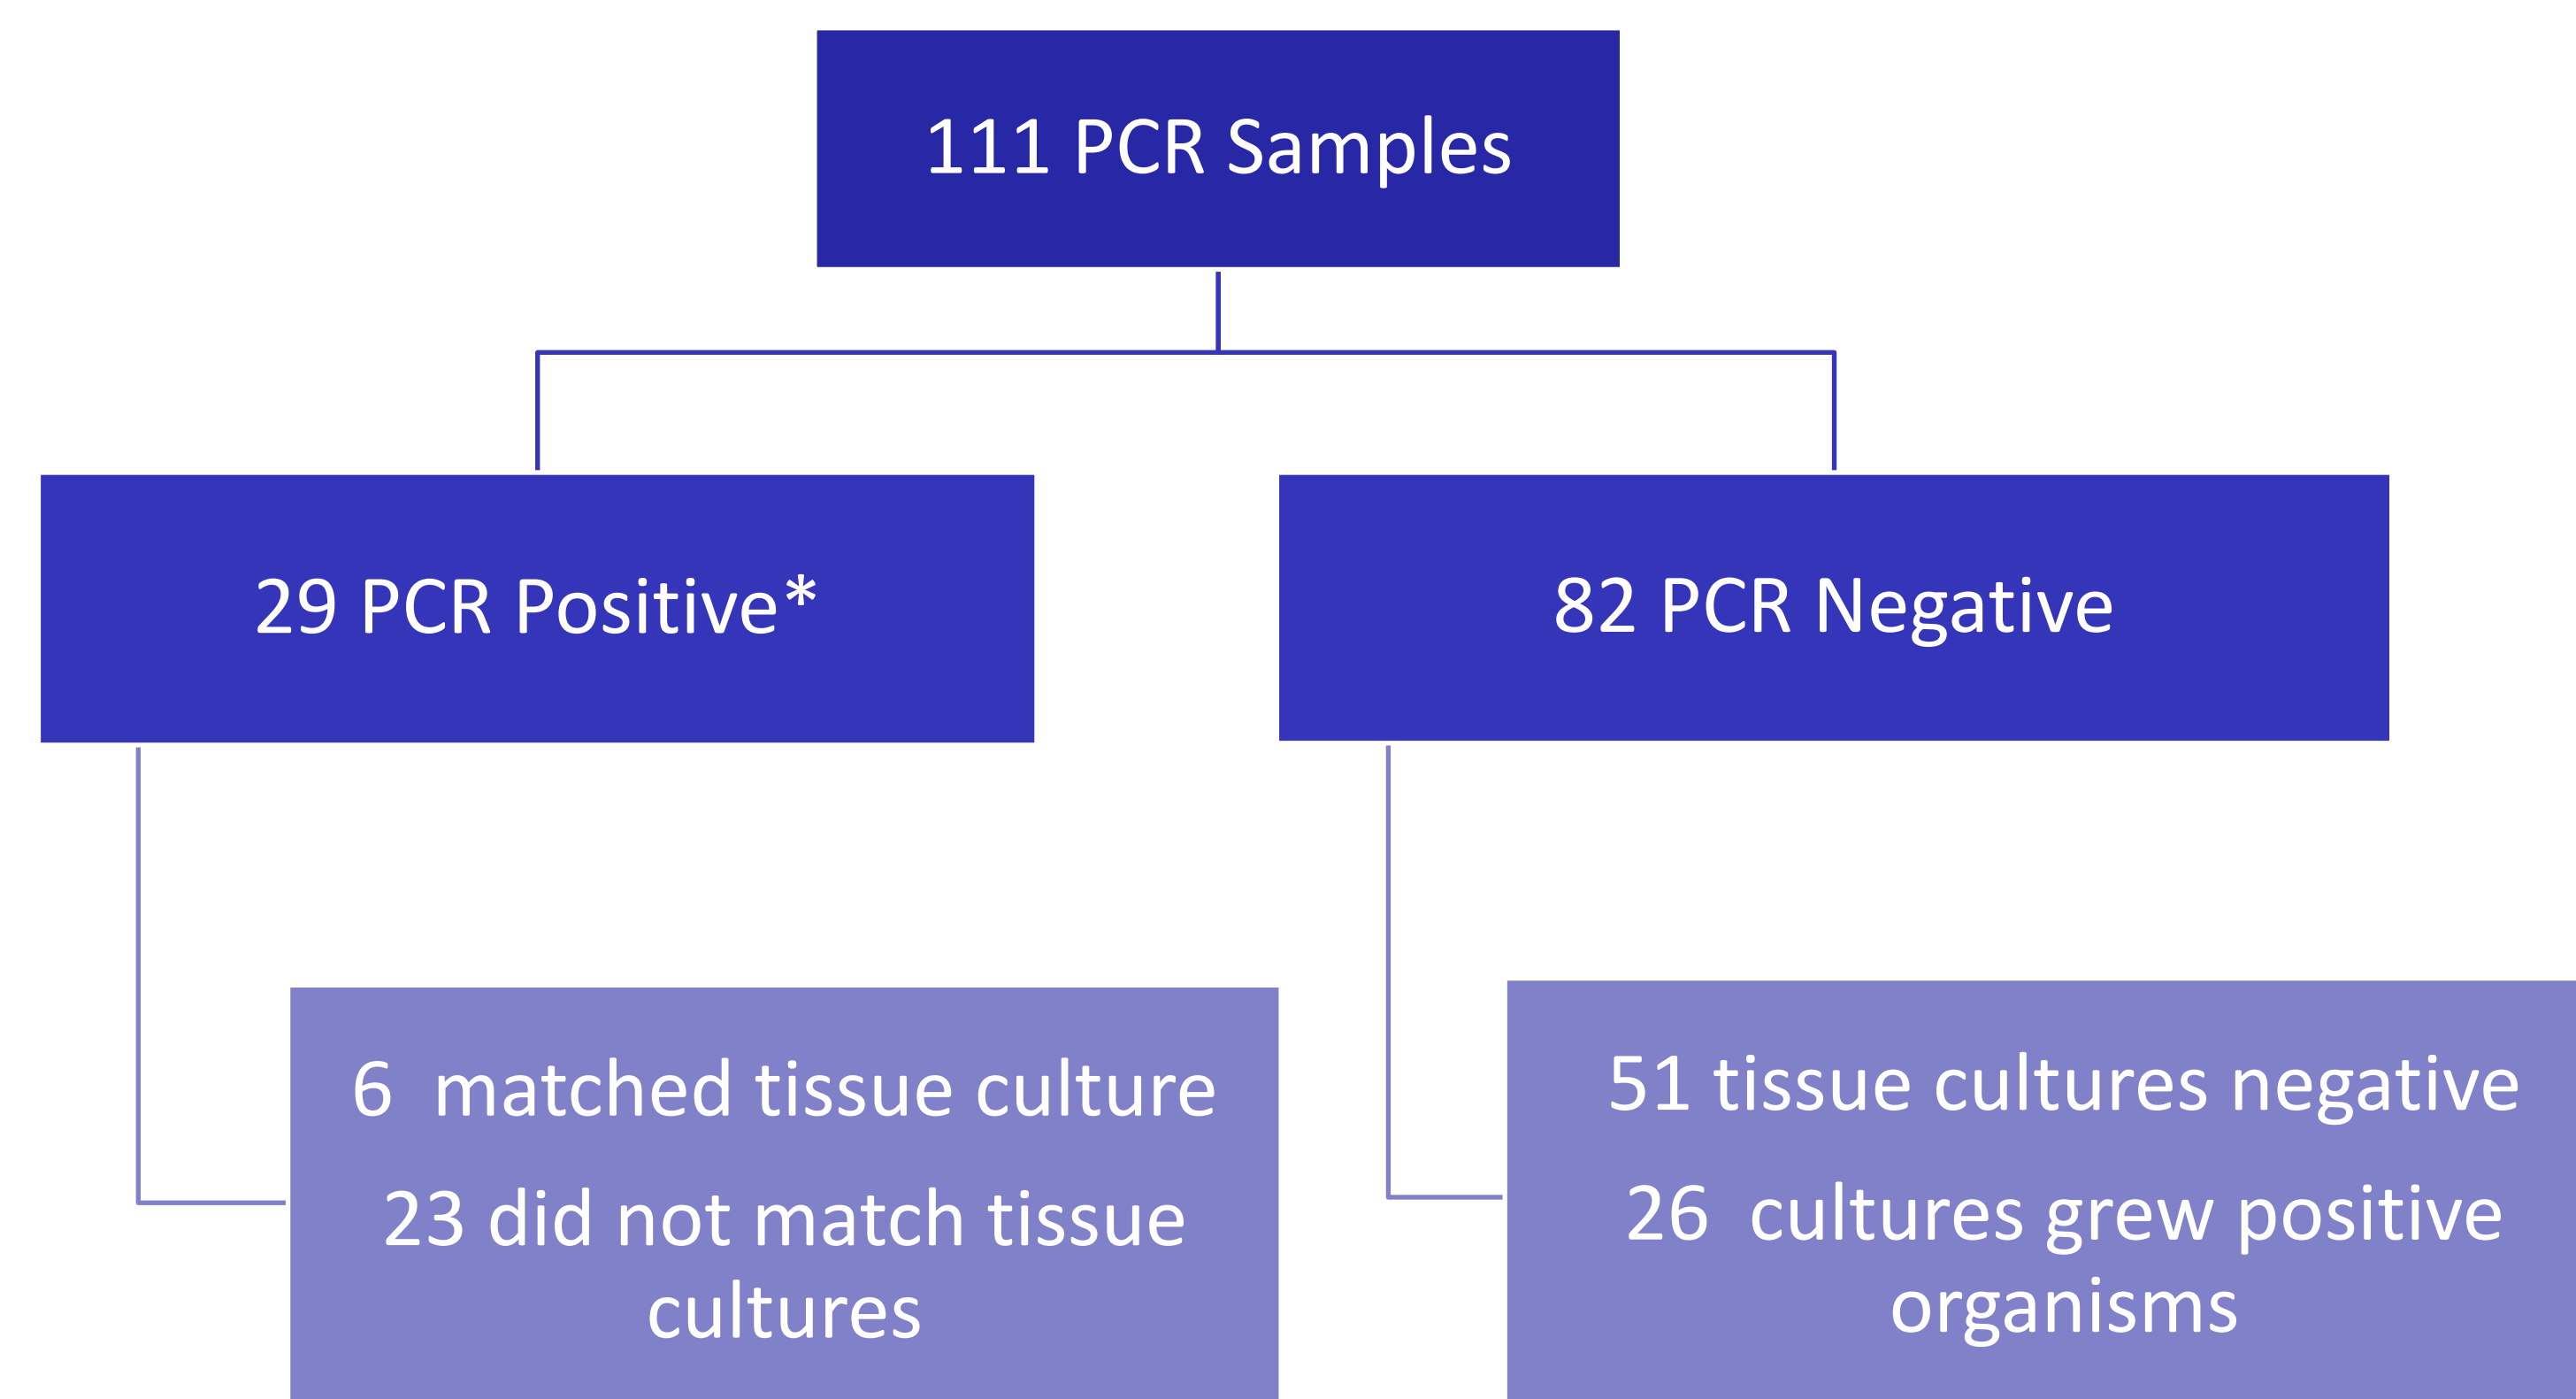 111 PCR Samples
29 PCR Positive*
82 PCR Negative
6 matched tissue culture
23 did not match tissue
cultures
51 tissue cultures negative
26 cultures grew positive
organisms